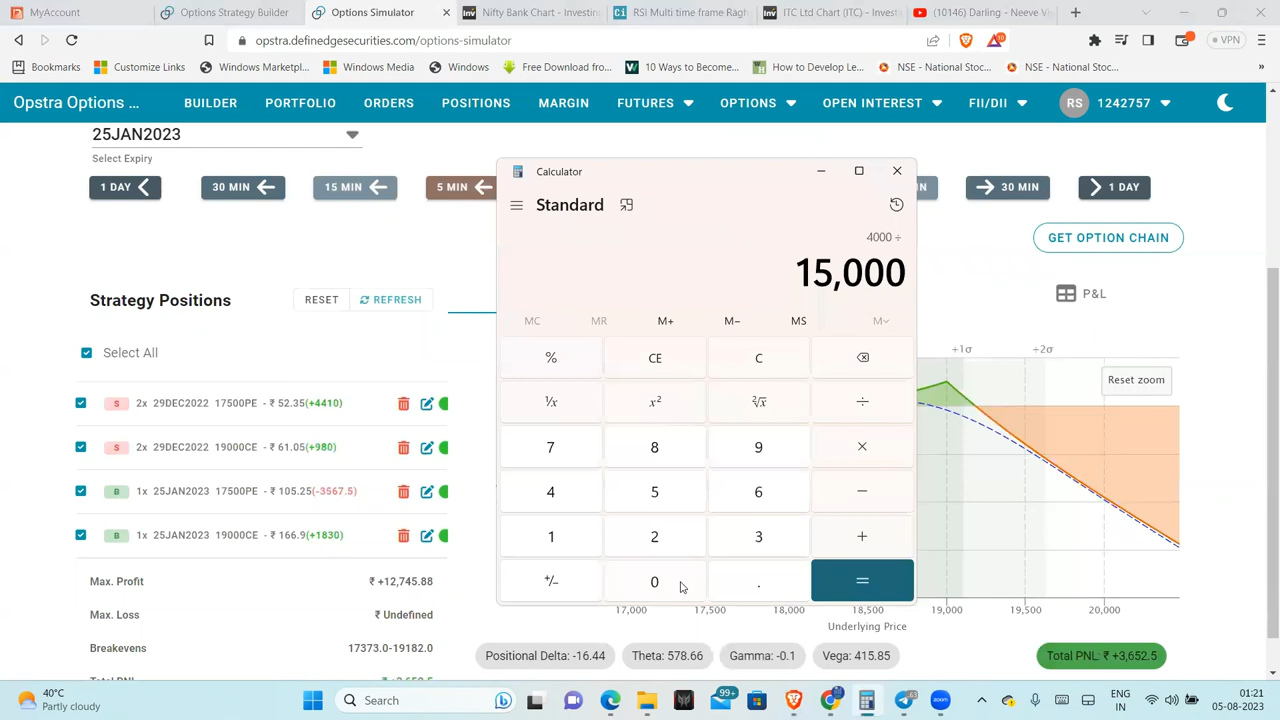 MyAccount
Options Strategy Builder
Options Simulator
Nifty Bank Chart - Investin
RSI Multi time frame Ragh
ITC Ltd Chart (ITC) - Investi
(10146) Darling - Neeve Vi
opstra.definedgesecurities.com/options-simulator
VPN
Bookmarks
Customize Links
Windows Marketpl...
Windows Media
Windows
Free Download fro...
10 Ways to Become...
How to Develop Le...
NSE - National Stoc...
NSE - National Stoc...
»
Opstra Options ...
BUILDER
PORTFOLIO
ORDERS
POSITIONS
MARGIN
FUTURES
OPTIONS
OPEN INTEREST
FII/DII
RS
1242757
25JAN2023
Select Expiry
1 DAY
30 MIN
15 MIN
5 MIN
30 MIN
1 DAY
GET OPTION CHAIN
Calculator
Standard
4000 ÷
15,000
MC MR M+ M− MS M˅
% CE C
⅟x x² ²√x ÷
7 8 9 ×
4 5 6 −
1 2 3 +
+/− 0 . =
Strategy Positions
RESET
REFRESH
P&L
Select All
S 2x 29DEC2022 17500PE - ₹ 52.35(+4410)
S 2x 29DEC2022 19000CE - ₹ 61.05(+980)
B 1x 25JAN2023 17500PE - ₹ 105.25(-3567.5)
B 1x 25JAN2023 19000CE - ₹ 166.9(+1830)
Max. Profit ₹ +12,745.88
Max. Loss ₹ Undefined
Breakevens 17373.0-19182.0
+1σ +2σ
Reset zoom
17,000 17,500 18,000 18,500 19,000 19,500 20,000
Underlying Price
Positional Delta: -16.44
Theta: 578.66
Gamma: -0.1
Vega: 415.85
Total PNL: ₹ +3,652.5
40°C
Partly cloudy
Search
99+
ENG
IN
01:21
05-08-2023